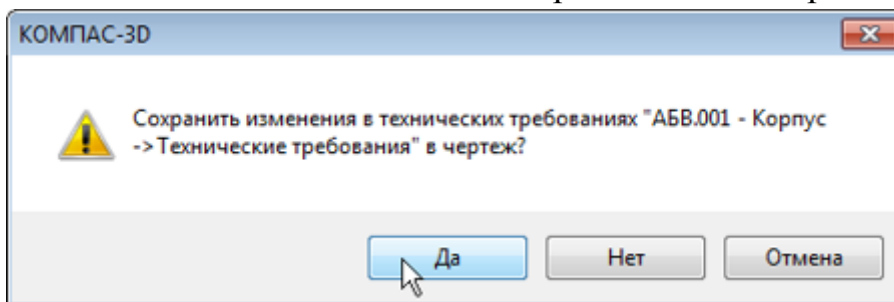 КОМПАС-3D
Сохранить изменения в технических требованиях "АБВ.001 - Корпус
->Технические требования" в чертеж?
Да Нет Отмена